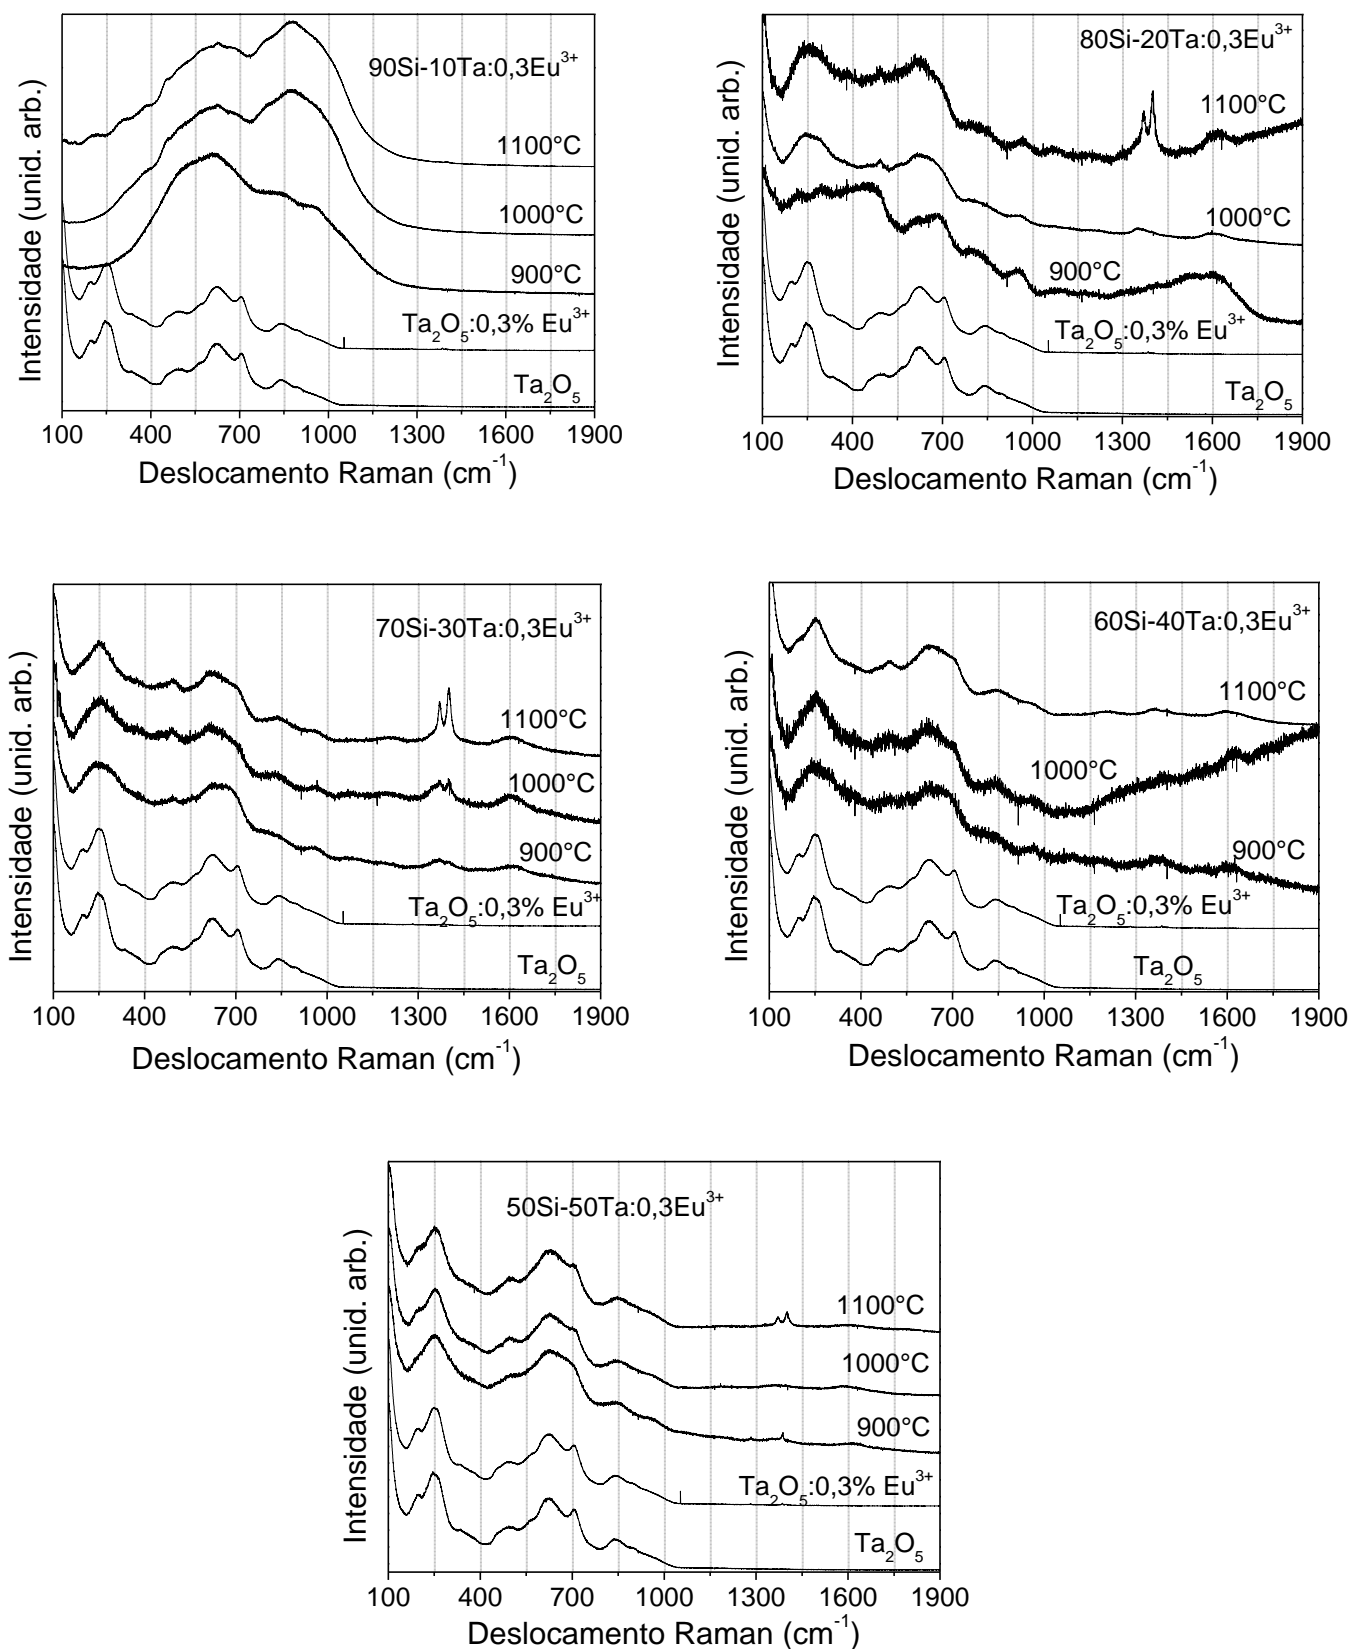 90Si-10Ta:0,3Eu³⁺
1100°C
1000°C
900°C
Ta₂O₅:0,3% Eu³⁺
Ta₂O₅
Intensidade (unid. arb.)
100 400 700 1000 1300 1600 1900
Deslocamento Raman (cm⁻¹)
80Si-20Ta:0,3Eu³⁺
1100°C
1000°C
900°C
Ta₂O₅:0,3% Eu³⁺
Ta₂O₅
Intensidade (unid. arb.)
100 400 700 1000 1300 1600 1900
Deslocamento Raman (cm⁻¹)
70Si-30Ta:0,3Eu³⁺
1100°C
1000°C
900°C
Ta₂O₅:0,3% Eu³⁺
Ta₂O₅
Intensidade (unid. arb.)
100 400 700 1000 1300 1600 1900
Deslocamento Raman (cm⁻¹)
60Si-40Ta:0,3Eu³⁺
1100°C
1000°C
900°C
Ta₂O₅:0,3% Eu³⁺
Ta₂O₅
Intensidade (unid. arb.)
100 400 700 1000 1300 1600 1900
Deslocamento Raman (cm⁻¹)
50Si-50Ta:0,3Eu³⁺
1100°C
1000°C
900°C
Ta₂O₅:0,3% Eu³⁺
Ta₂O₅
Intensidade (unid. arb.)
100 400 700 1000 1300 1600 1900
Deslocamento Raman (cm⁻¹)